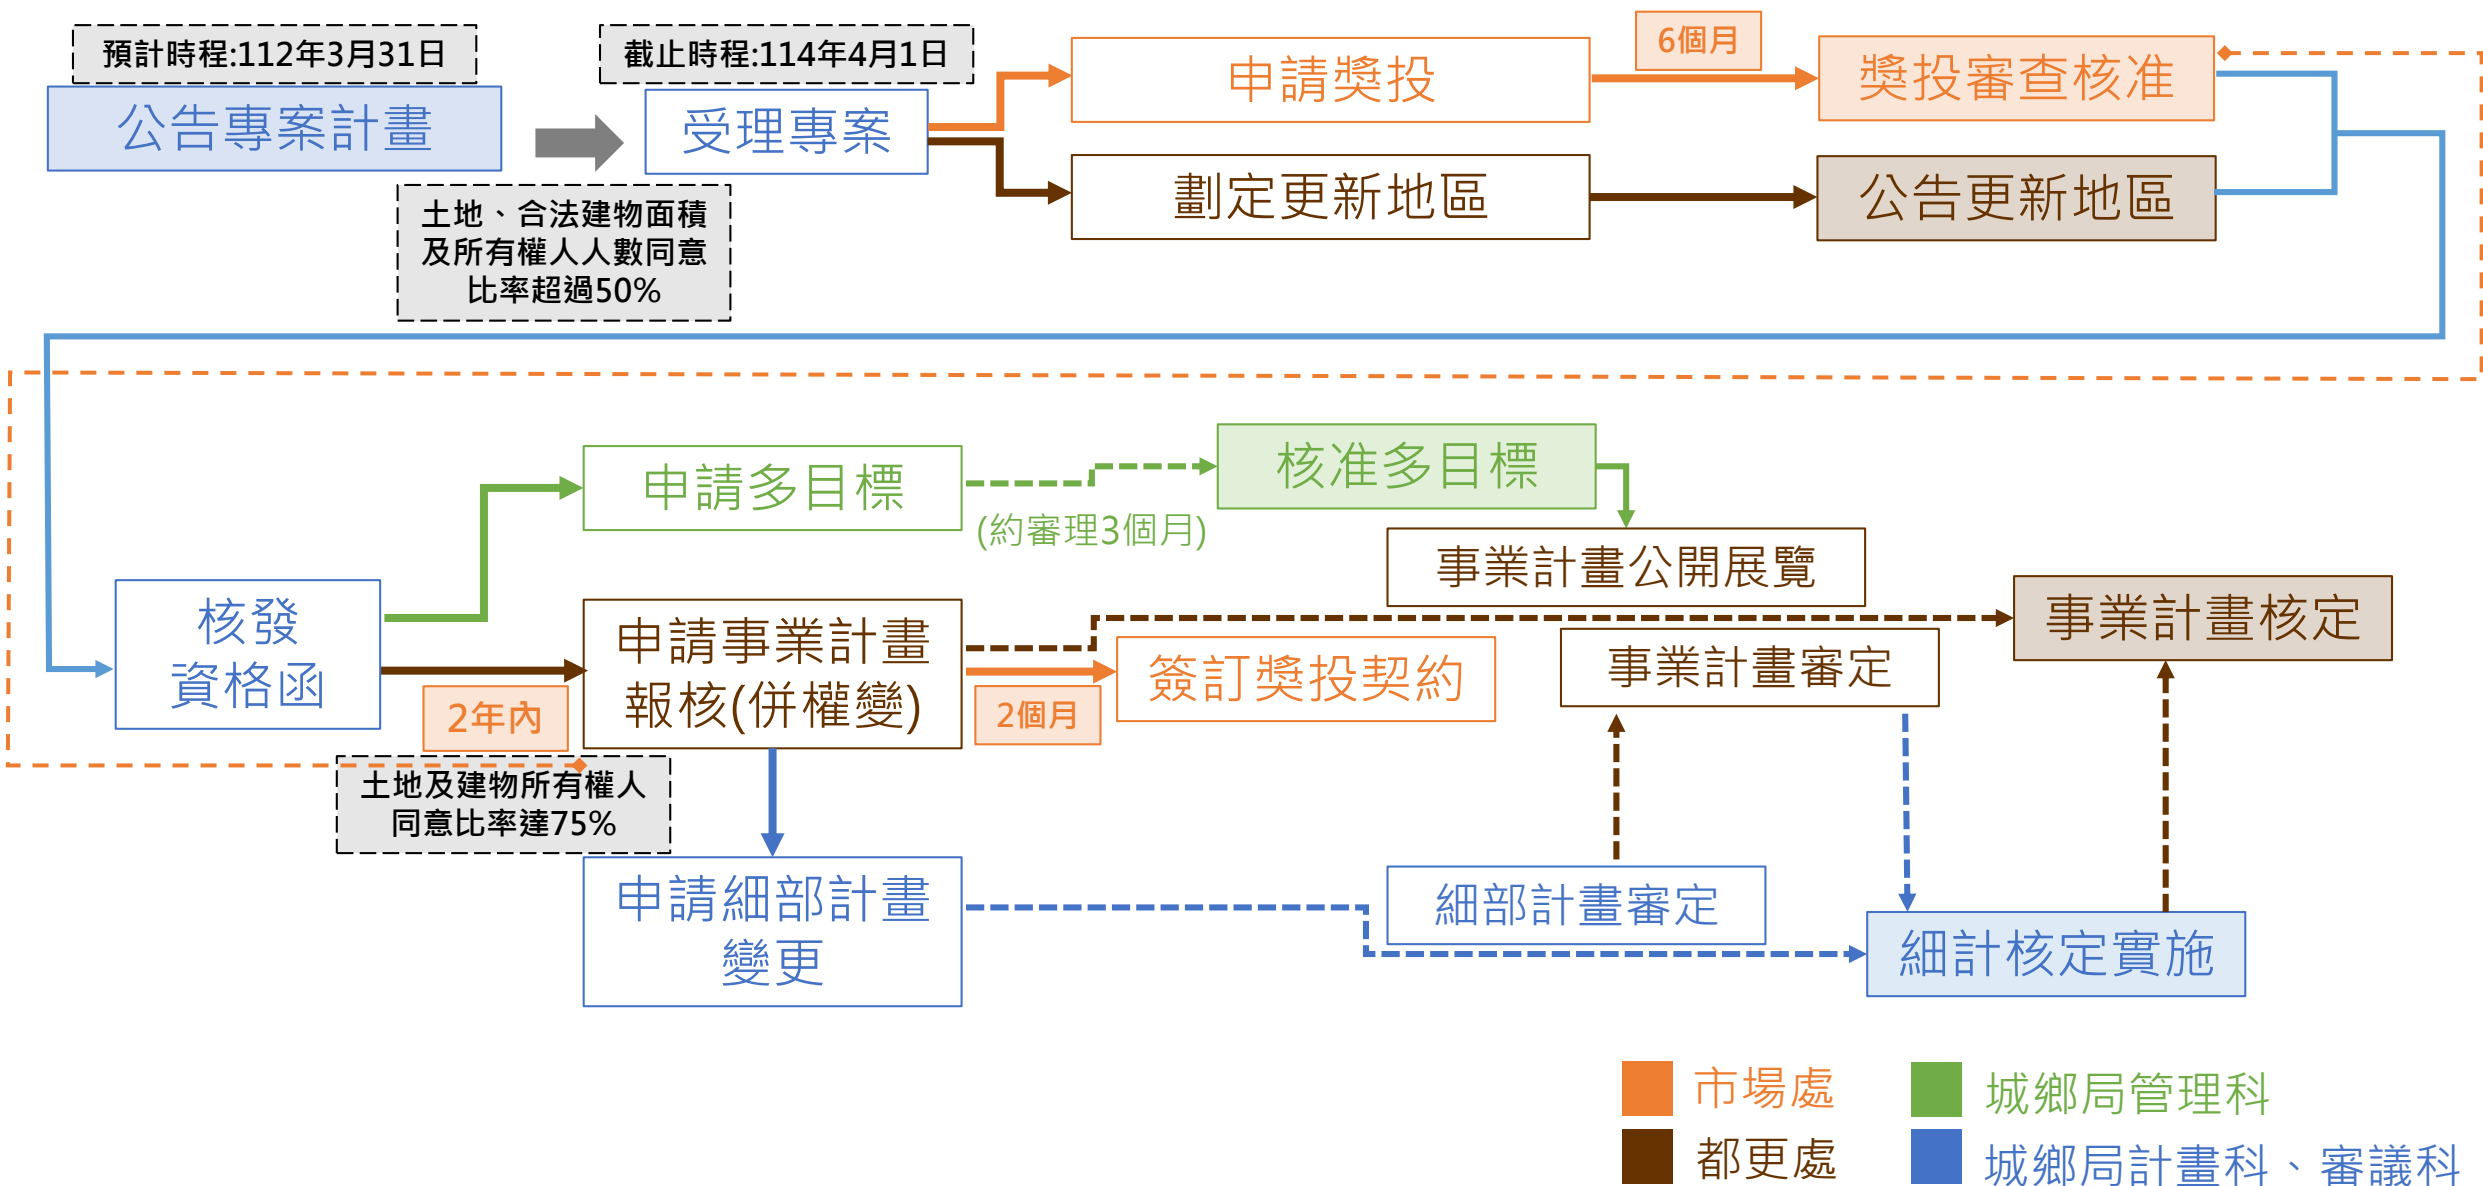 預計時程:112年3月31日
公告專案計畫
截止時程:114年4月1日
受理專案
土地、合法建物面積
及所有權人人數同意
比率超過50%
申請獎投
6個月
獎投審查核准
劃定更新地區
公告更新地區
申請多目標
(約審理3個月)
核准多目標
事業計畫公開展覽
核發
資格函
2年內
申請事業計畫
報核(併權變)
2個月
簽訂獎投契約
事業計畫審定
事業計畫核定
土地及建物所有權人
同意比率達75%
申請細部計畫
變更
細部計畫審定
細計核定實施
市場處
城鄉局管理科
都更處
城鄉局計畫科、審議科